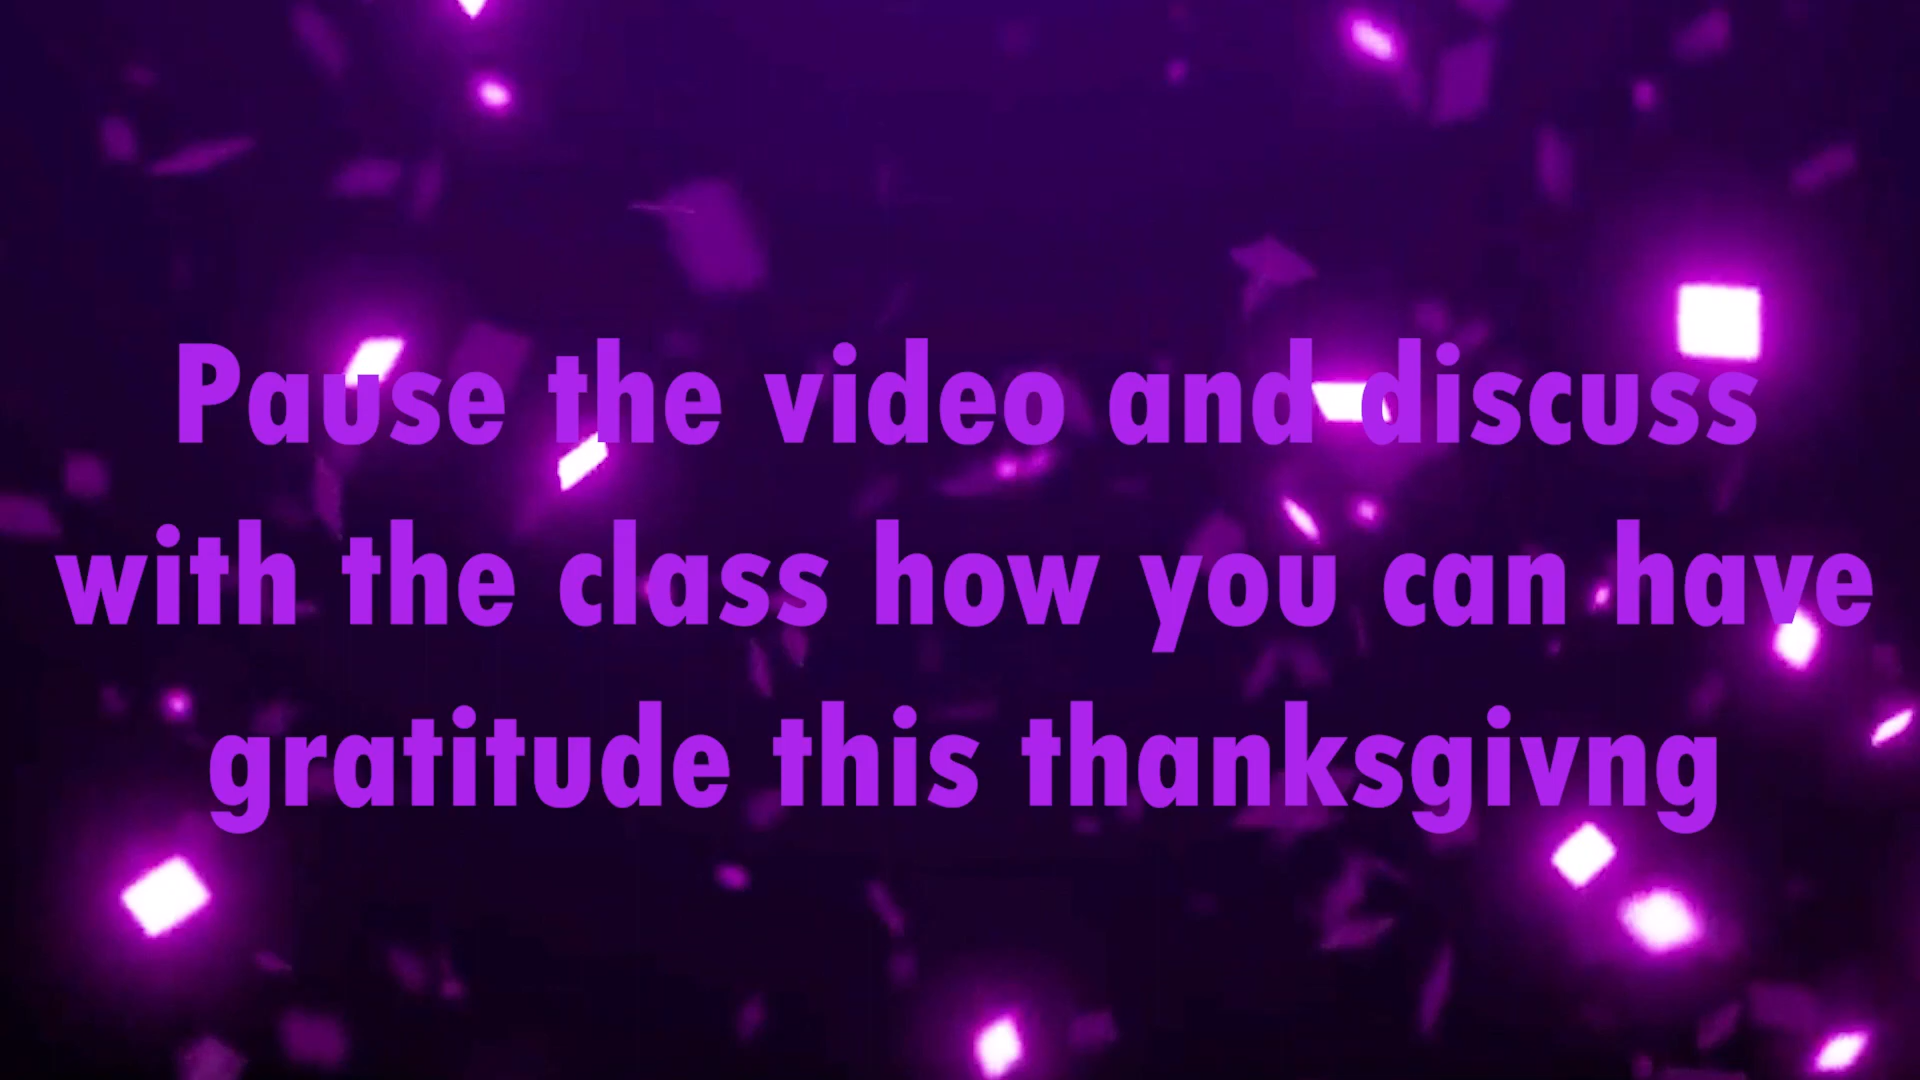 Pause the video and discuss
with the class how you can have
gratitude this thanksgivng